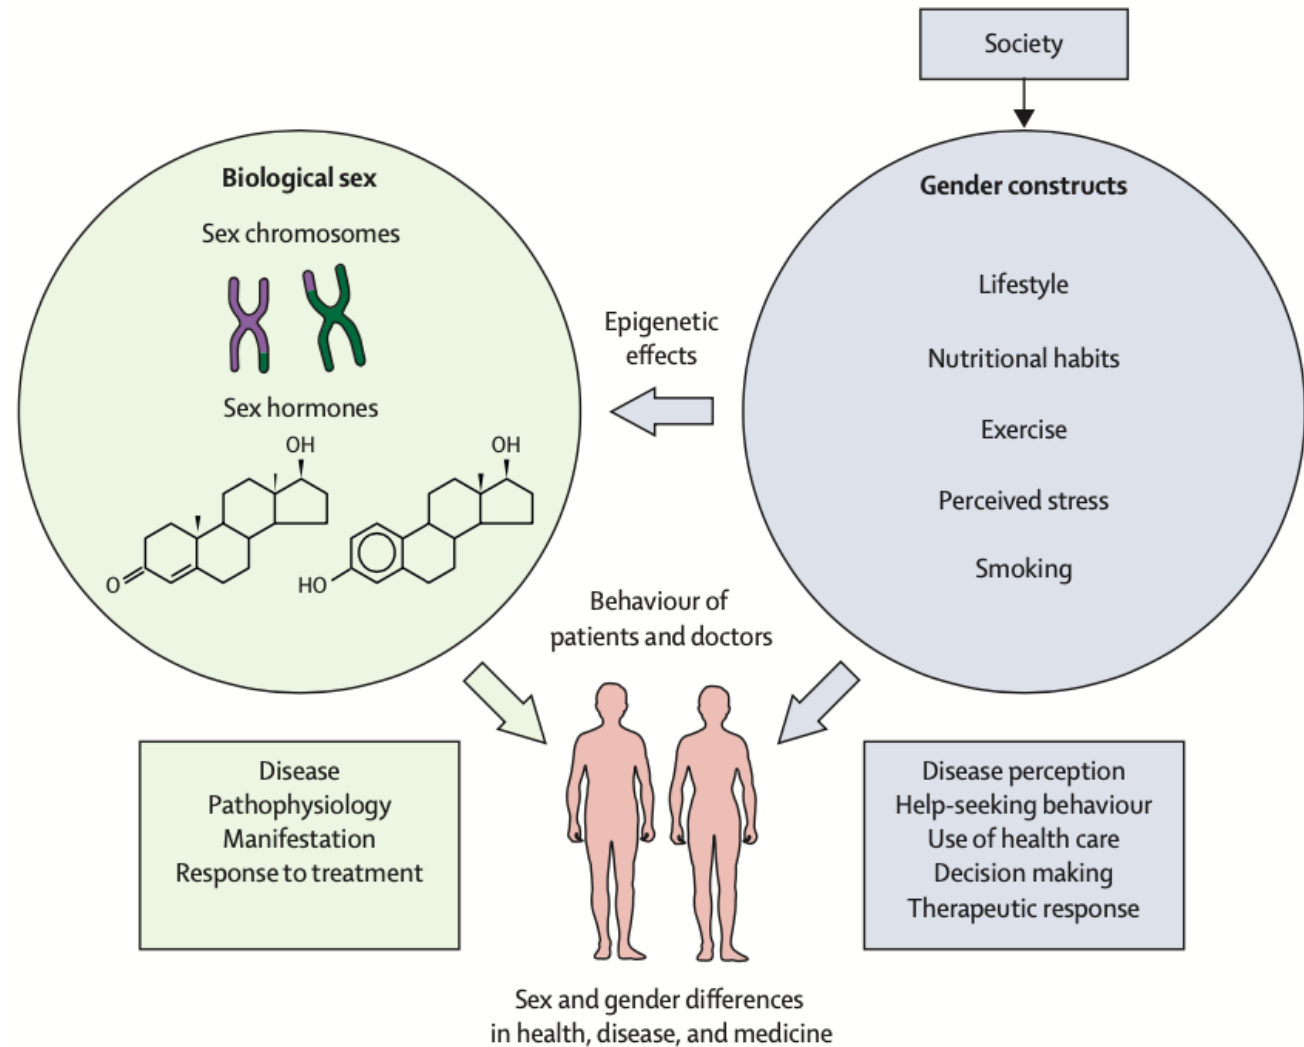 Society
Biological sex
Sex chromosomes
Sex hormones
OH
O
OH
HO
Epigenetic
effects
Gender constructs
Lifestyle
Nutritional habits
Exercise
Perceived stress
Smoking
Behaviour of
patients and doctors
Disease
Pathophysiology
Manifestation
Response to treatment
Disease perception
Help-seeking behaviour
Use of health care
Decision making
Therapeutic response
Sex and gender differences
in health, disease, and medicine